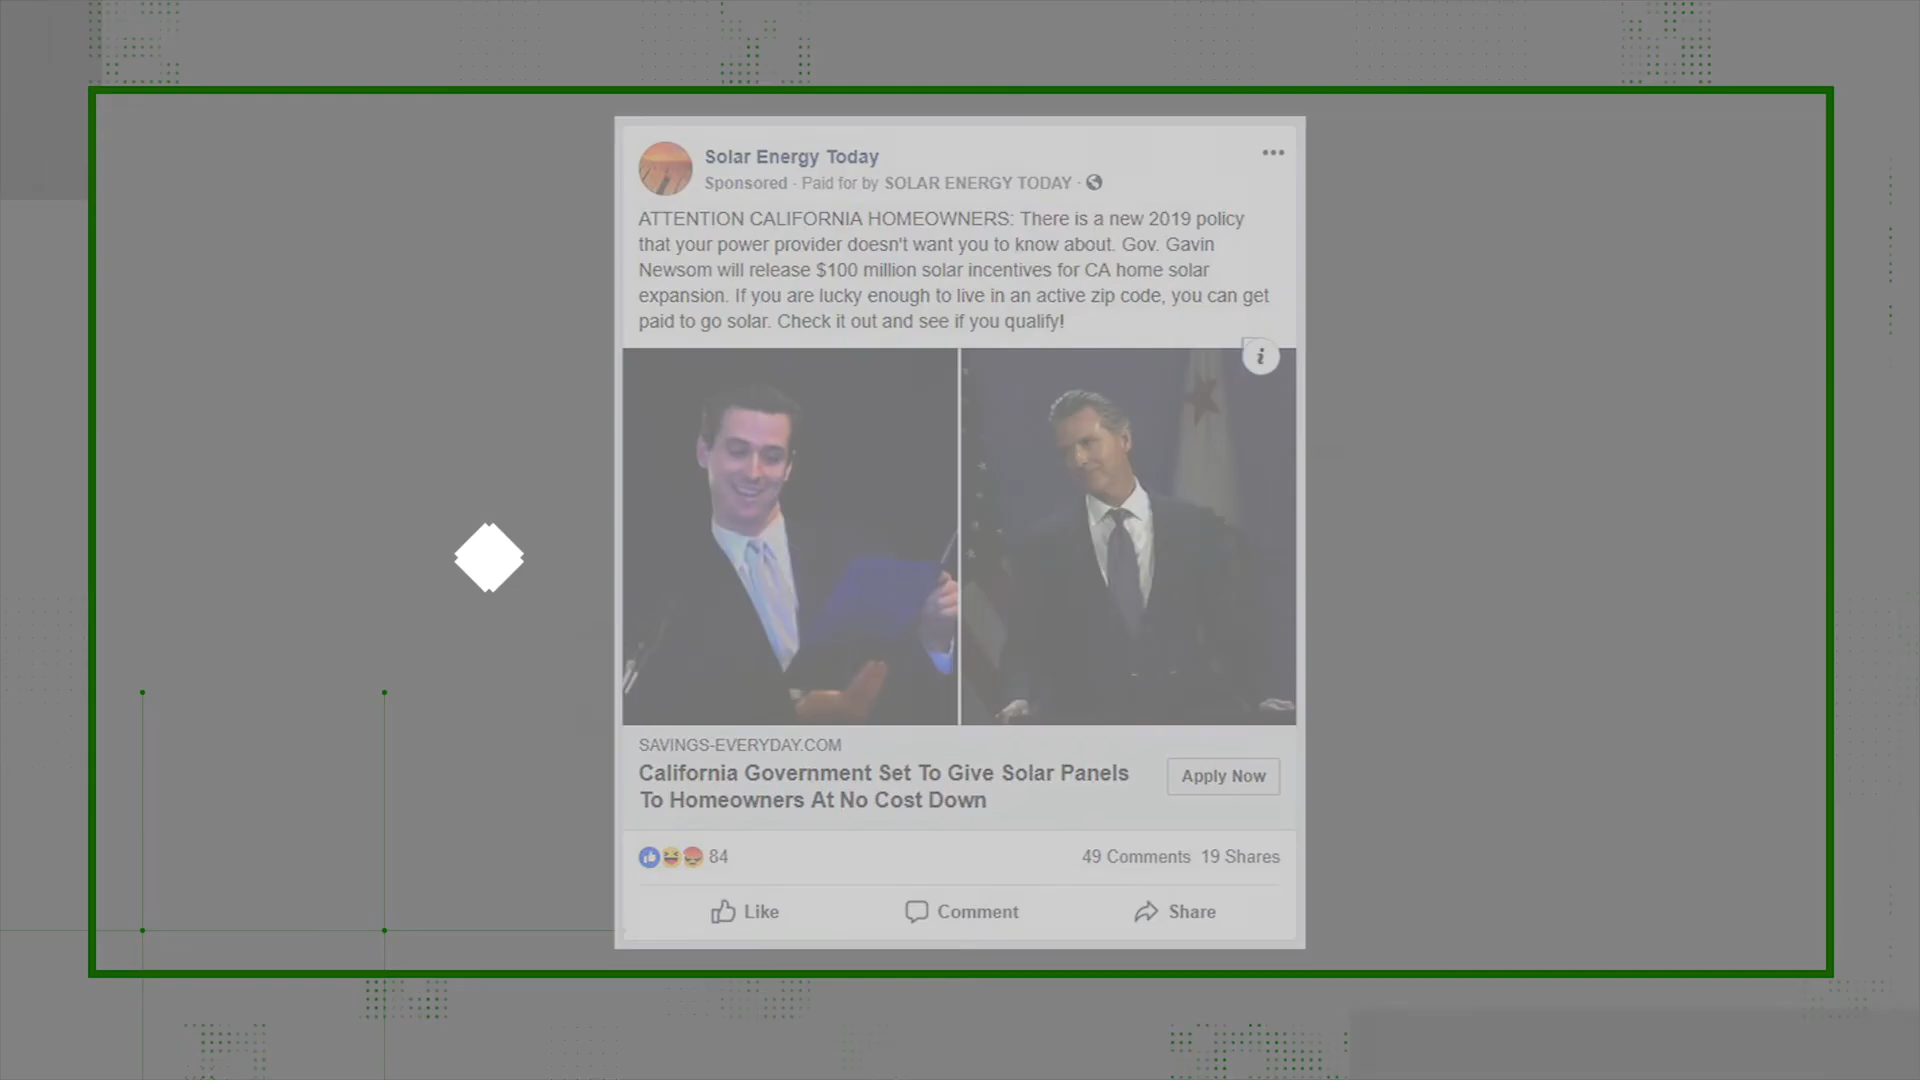 Solar Energy Today
Sponsored · Paid for by SOLAR ENERGY TODAY ·
ATTENTION CALIFORNIA HOMEOWNERS: There is a new 2019 policy
that your power provider doesn't want you to know about. Gov. Gavin
Newsom will release $100 million solar incentives for CA home solar
expansion. If you are lucky enough to live in an active zip code, you can get
paid to go solar. Check it out and see if you qualify!
i
SAVINGS-EVERYDAY.COM
California Government Set To Give Solar Panels
To Homeowners At No Cost Down
Apply Now
84
49 Comments 19 Shares
Like
Comment
Share